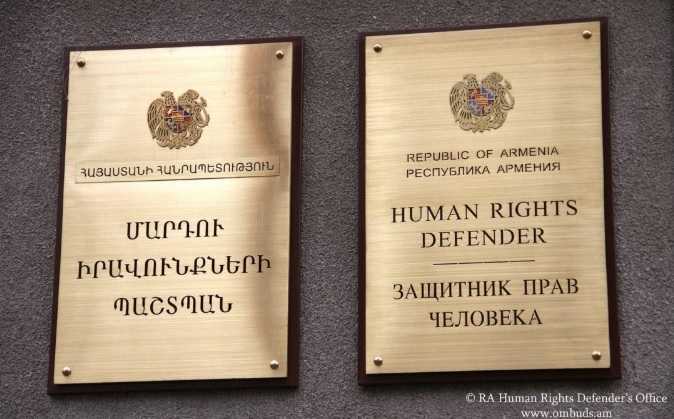 ՀԱՅԱՍՏԱՆԻ ՀԱՆՐԱՊԵՏՈՒԹՅՈՒՆ
ՄԱՐԴՈՒ
ԻՐԱՎՈՒՆՔՆԵՐԻ
ՊԱՇՏՊԱՆ
REPUBLIC OF ARMENIA
РЕСПУБЛИКА АРМЕНИЯ
HUMAN RIGHTS
DEFENDER
ЗАЩИТНИК ПРАВ
ЧЕЛОВЕКА
© RA Human Rights Defender's Office
www.ombuds.am